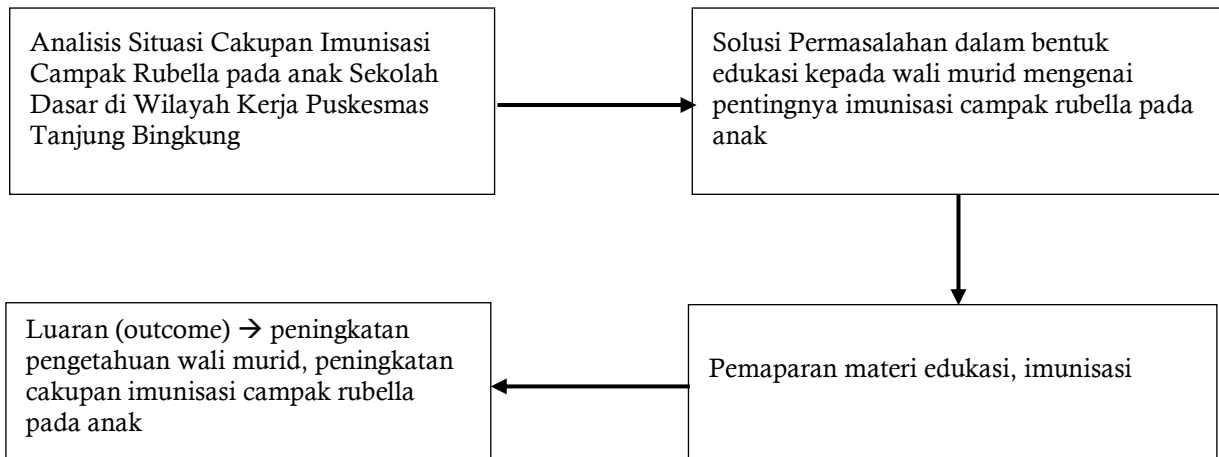 Analisis Situasi Cakupan Imunisasi
Campak Rubella pada anak Sekolah
Dasar di Wilayah Kerja Puskesmas
Tanjung Bingkung
Solusi Permasalahan dalam bentuk
edukasi kepada wali murid mengenai
pentingnya imunisasi campak rubella pada
anak
Pemaparan materi edukasi, imunisasi
Luaran (outcome) → peningkatan
pengetahuan wali murid, peningkatan
cakupan imunisasi campak rubella
pada anak